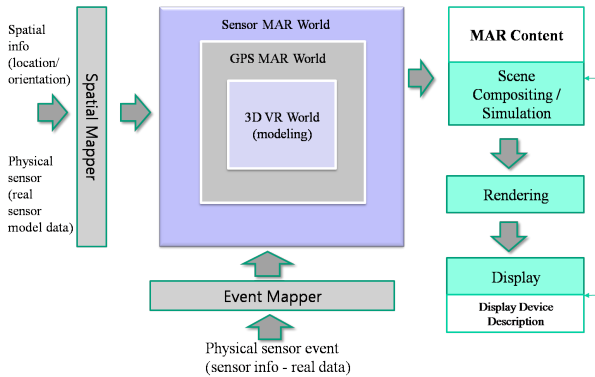 Spatial
info
(location/
orientation)
Physical
sensor
(real
sensor
model data)
Spatial Mapper
Sensor MAR World
GPS MAR World
3D VR World
(modeling)
Event Mapper
Physical sensor event
(sensor info - real data)
MAR Content
Scene
Compositing /
Simulation
Rendering
Display
Display Device
Description